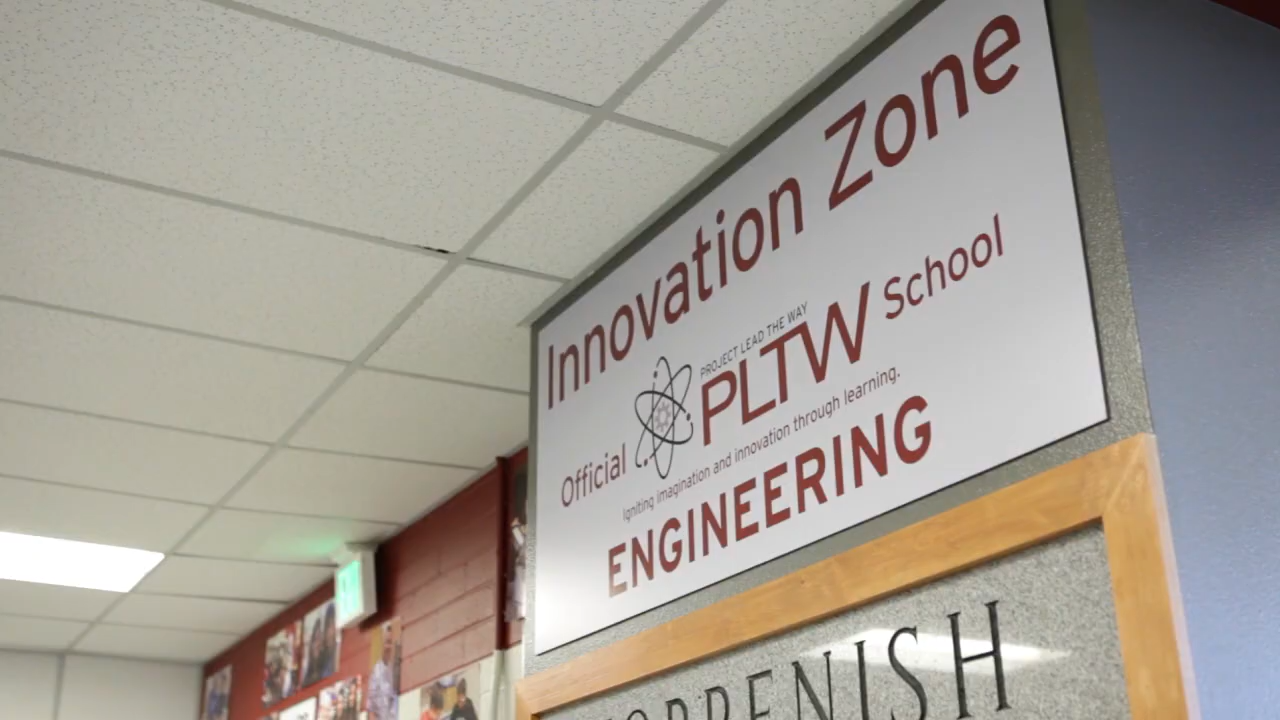 Innovation Zone
PROJECT LEAD THE WAY
Official PLTW School
Igniting imagination and innovation through learning.
ENGINEERING